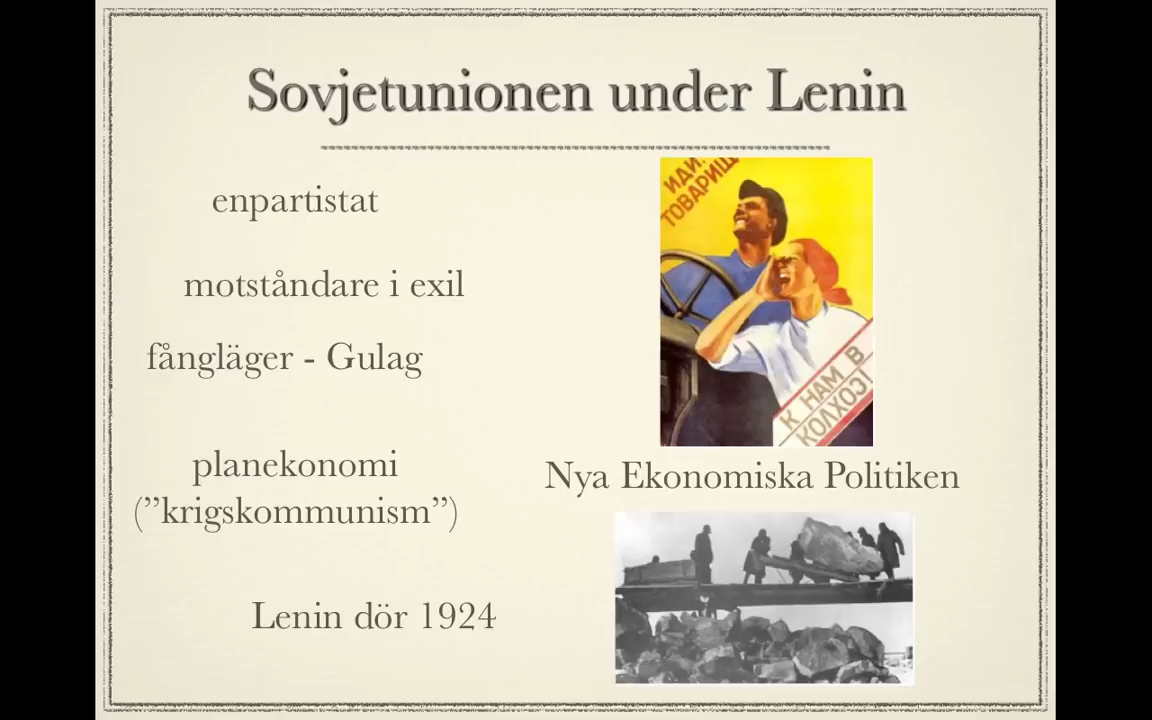 Sovjetunionen under Lenin
enpartistat
motståndare i exil
fångläger - Gulag
planekonomi
(”krigskommunism”)
Lenin dör 1924
ИДИ,
ТОВАРИЩ
К НАМ В
КОЛХОЗ!
Nya Ekonomiska Politiken